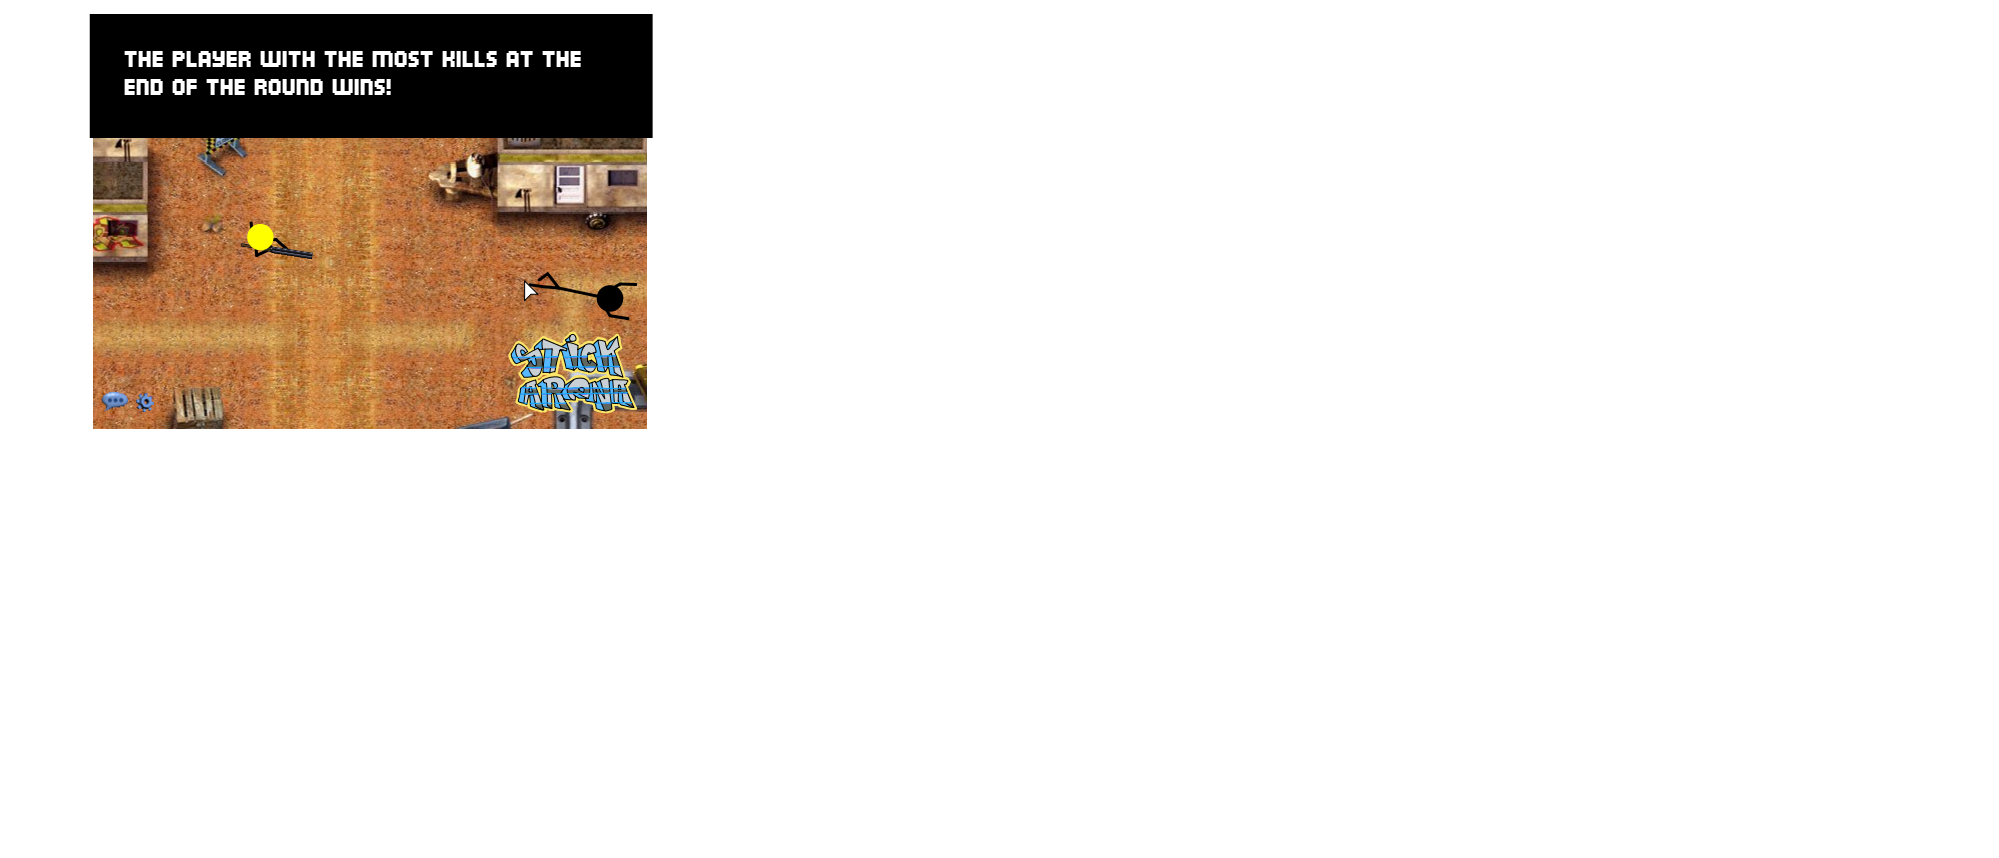 THE PLAYER WITH THE MOST KILLS AT THE
END OF THE ROUND WINS!
STICK
ARENA